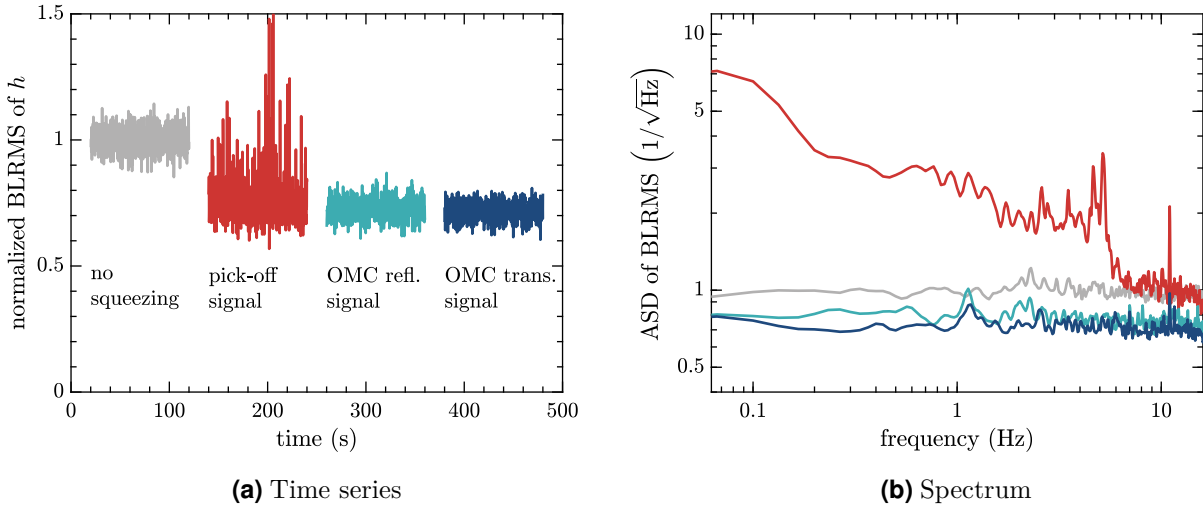 1.5
1
0.5
0
normalized BLRMS of h
no
squeezing
pick-off
signal
OMC refl.
signal
OMC trans.
signal
0 100 200 300 400 500
time (s)
(a) Time series
10
5
1
0.5
ASD of BLRMS (1/√Hz)
0.1 1 10
frequency (Hz)
(b) Spectrum